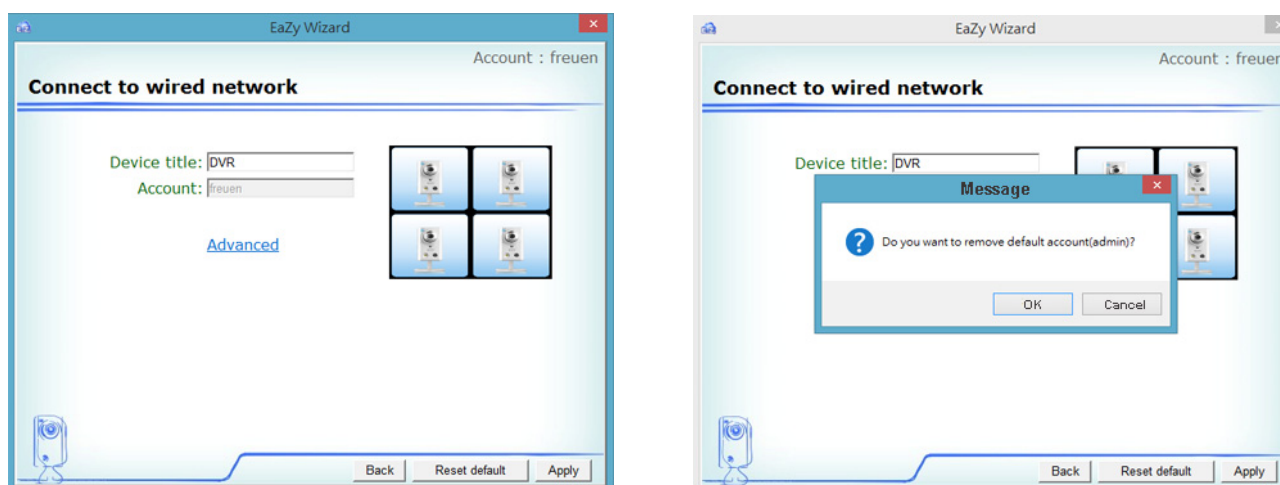 EaZy Wizard
Account : freuen
Connect to wired network
Device title: DVR
Account: freuen
Advanced
Back Reset default Apply
EaZy Wizard
Account : freuen
Connect to wired network
Device title: DVR
Message
Do you want to remove default account(admin)?
OK Cancel
Back Reset default Apply